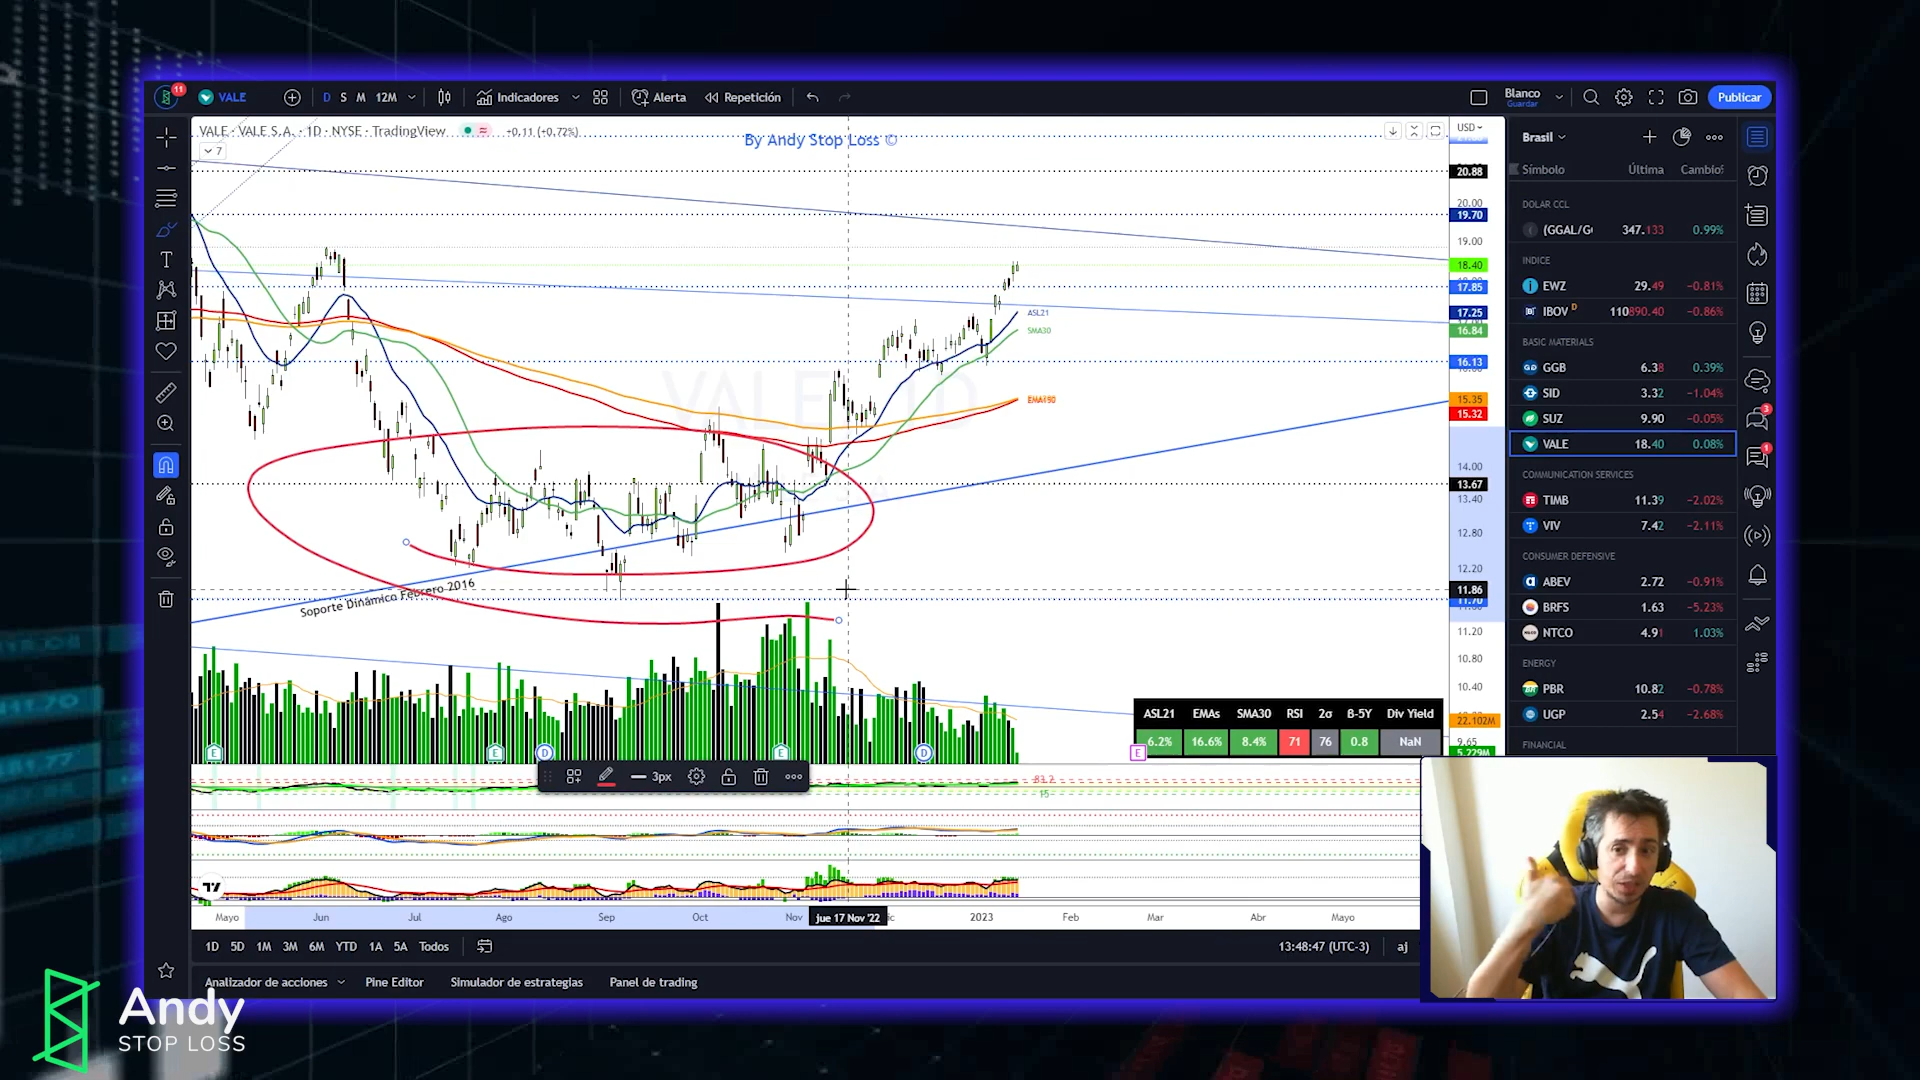 11
VALE
D S M 12M
Indicadores
Alerta
Repetición
Blanco
Guardar
Publicar
VALE · VALE S.A. · 1D · NYSE · TradingView
+0,11 (+0,72%)
7
By Andy Stop Loss ©
USD
20.88
20.00
19.70
19.00
18.40
17.85
17.25
16.84
16.13
15.35
15.32
14.00
13.67
13.40
12.80
12.20
11.86
11.70
11.20
10.80
10.40
22.102M
9.65
5.229M
ASL21
SMA30
VALE, 1D
Soporte Dinámico Febrero 2016
ASL21 EMAs SMA30 RSI 2σ β-5Y Div Yield
6.2% 16.6% 8.4% 71 76 0.8 NaN
E
E
D
E
D
E
3px
83.2
15
Mayo Jun Jul Ago Sep Oct Nov jue 17 Nov '22 ic 2023 Feb Mar Abr Mayo
1D 5D 1M 3M 6M YTD 1A 5A Todos
13:48:47 (UTC-3)
aj
Analizador de acciones
Pine Editor
Simulador de estrategias
Panel de trading
Brasil
Símbolo Última Cambio%
DOLAR CCL
(GGAL/G 347.133 0.99%
INDICE
EWZ 29.49 −0.81%
IBOV D 110890.40 −0.86%
BASIC MATERIALS
GGB 6.38 0.39%
SID 3.32 −1.04%
SUZ 9.90 −0.05%
VALE 18.40 0.08%
COMMUNICATION SERVICES
TIMB 11.39 −2.02%
VIV 7.42 −2.11%
CONSUMER DEFENSIVE
ABEV 2.72 −0.91%
BRFS 1.63 −5.23%
NTCO 4.91 1.03%
ENERGY
PBR 10.82 −0.78%
UGP 2.54 −2.68%
FINANCIAL
3
1
Andy
STOP LOSS